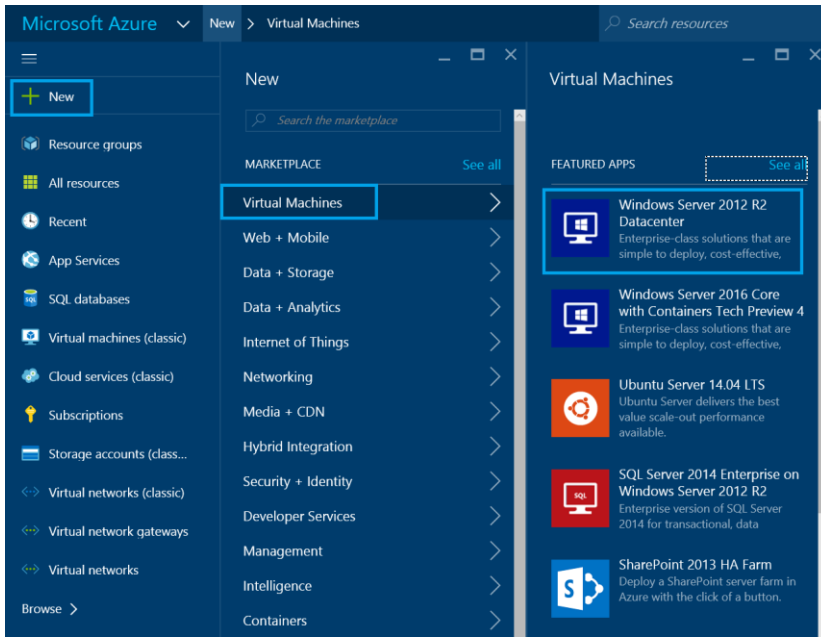 Microsoft Azure
New > Virtual Machines
Search resources
New
Resource groups
All resources
Recent
App Services
SQL databases
Virtual machines (classic)
Cloud services (classic)
Subscriptions
Storage accounts (class...
Virtual networks (classic)
Virtual network gateways
Virtual networks
Browse >
New
Search the marketplace
MARKETPLACE
See all
Virtual Machines
Web + Mobile
Data + Storage
Data + Analytics
Internet of Things
Networking
Media + CDN
Hybrid Integration
Security + Identity
Developer Services
Management
Intelligence
Containers
Virtual Machines
FEATURED APPS
See all
Windows Server 2012 R2
Datacenter
Enterprise-class solutions that are
simple to deploy, cost-effective,
Windows Server 2016 Core
with Containers Tech Preview 4
Enterprise-class solutions that are
simple to deploy, cost-effective,
Ubuntu Server 14.04 LTS
Ubuntu Server delivers the best
value scale-out performance
available.
SQL
SQL Server 2014 Enterprise on
Windows Server 2012 R2
Enterprise version of SQL Server
2014 for transactional, data
S
SharePoint 2013 HA Farm
Deploy a SharePoint server farm in
Azure with the click of a button.